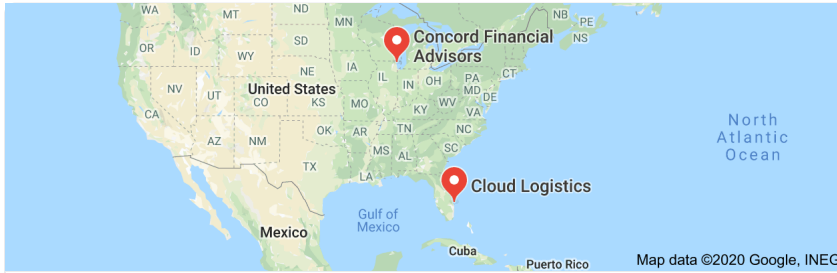 WA
MT
ND
MN
NB
PE
NS
OR
ID
WY
SD
Concord Financial
Advisors
NE
IA
IL
IN
OH
PA
CT
MD
DE
NV
UT
United States
CO
KS
MO
KY
WV
VA
CA
AZ
NM
OK
AR
TN
NC
SC
MS
AL
TX
LA
North
Atlantic
Ocean
Cloud Logistics
Gulf of
Mexico
Mexico
Cuba
Puerto Rico
Map data ©2020 Google, INEG